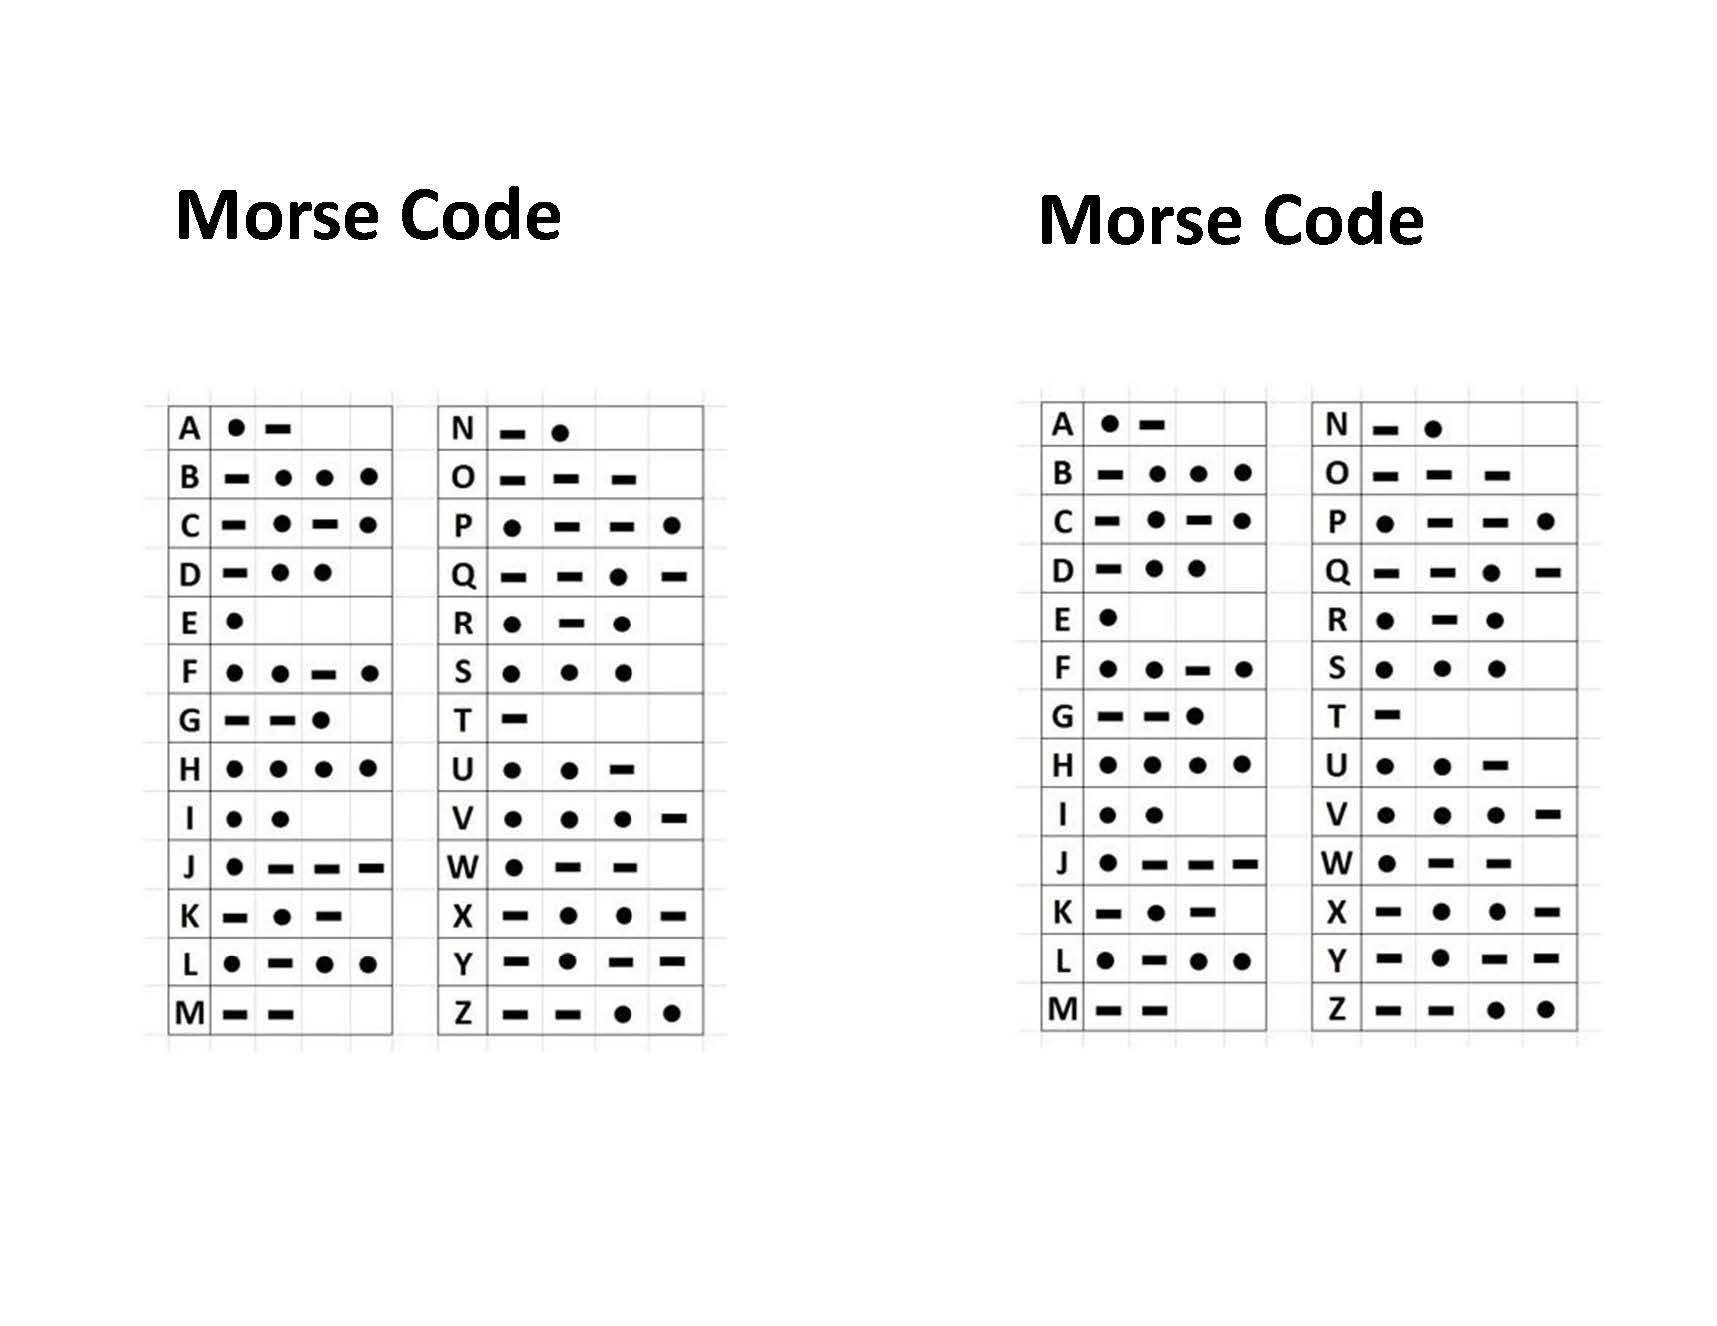 Morse Code
A ● ▬
B ▬ ● ● ●
C ▬ ● ▬ ●
D ▬ ● ●
E ●
F ● ● ▬ ●
G ▬ ▬ ●
H ● ● ● ●
I ● ●
J ● ▬ ▬ ▬
K ▬ ● ▬
L ● ▬ ● ●
M ▬ ▬
N ▬ ●
O ▬ ▬ ▬
P ● ▬ ▬ ●
Q ▬ ▬ ● ▬
R ● ▬ ●
S ● ● ●
T ▬
U ● ● ▬
V ● ● ● ▬
W ● ▬ ▬
X ▬ ● ● ▬
Y ▬ ● ▬ ▬
Z ▬ ▬ ● ●
Morse Code
A ● ▬
B ▬ ● ● ●
C ▬ ● ▬ ●
D ▬ ● ●
E ●
F ● ● ▬ ●
G ▬ ▬ ●
H ● ● ● ●
I ● ●
J ● ▬ ▬ ▬
K ▬ ● ▬
L ● ▬ ● ●
M ▬ ▬
N ▬ ●
O ▬ ▬ ▬
P ● ▬ ▬ ●
Q ▬ ▬ ● ▬
R ● ▬ ●
S ● ● ●
T ▬
U ● ● ▬
V ● ● ● ▬
W ● ▬ ▬
X ▬ ● ● ▬
Y ▬ ● ▬ ▬
Z ▬ ▬ ● ●